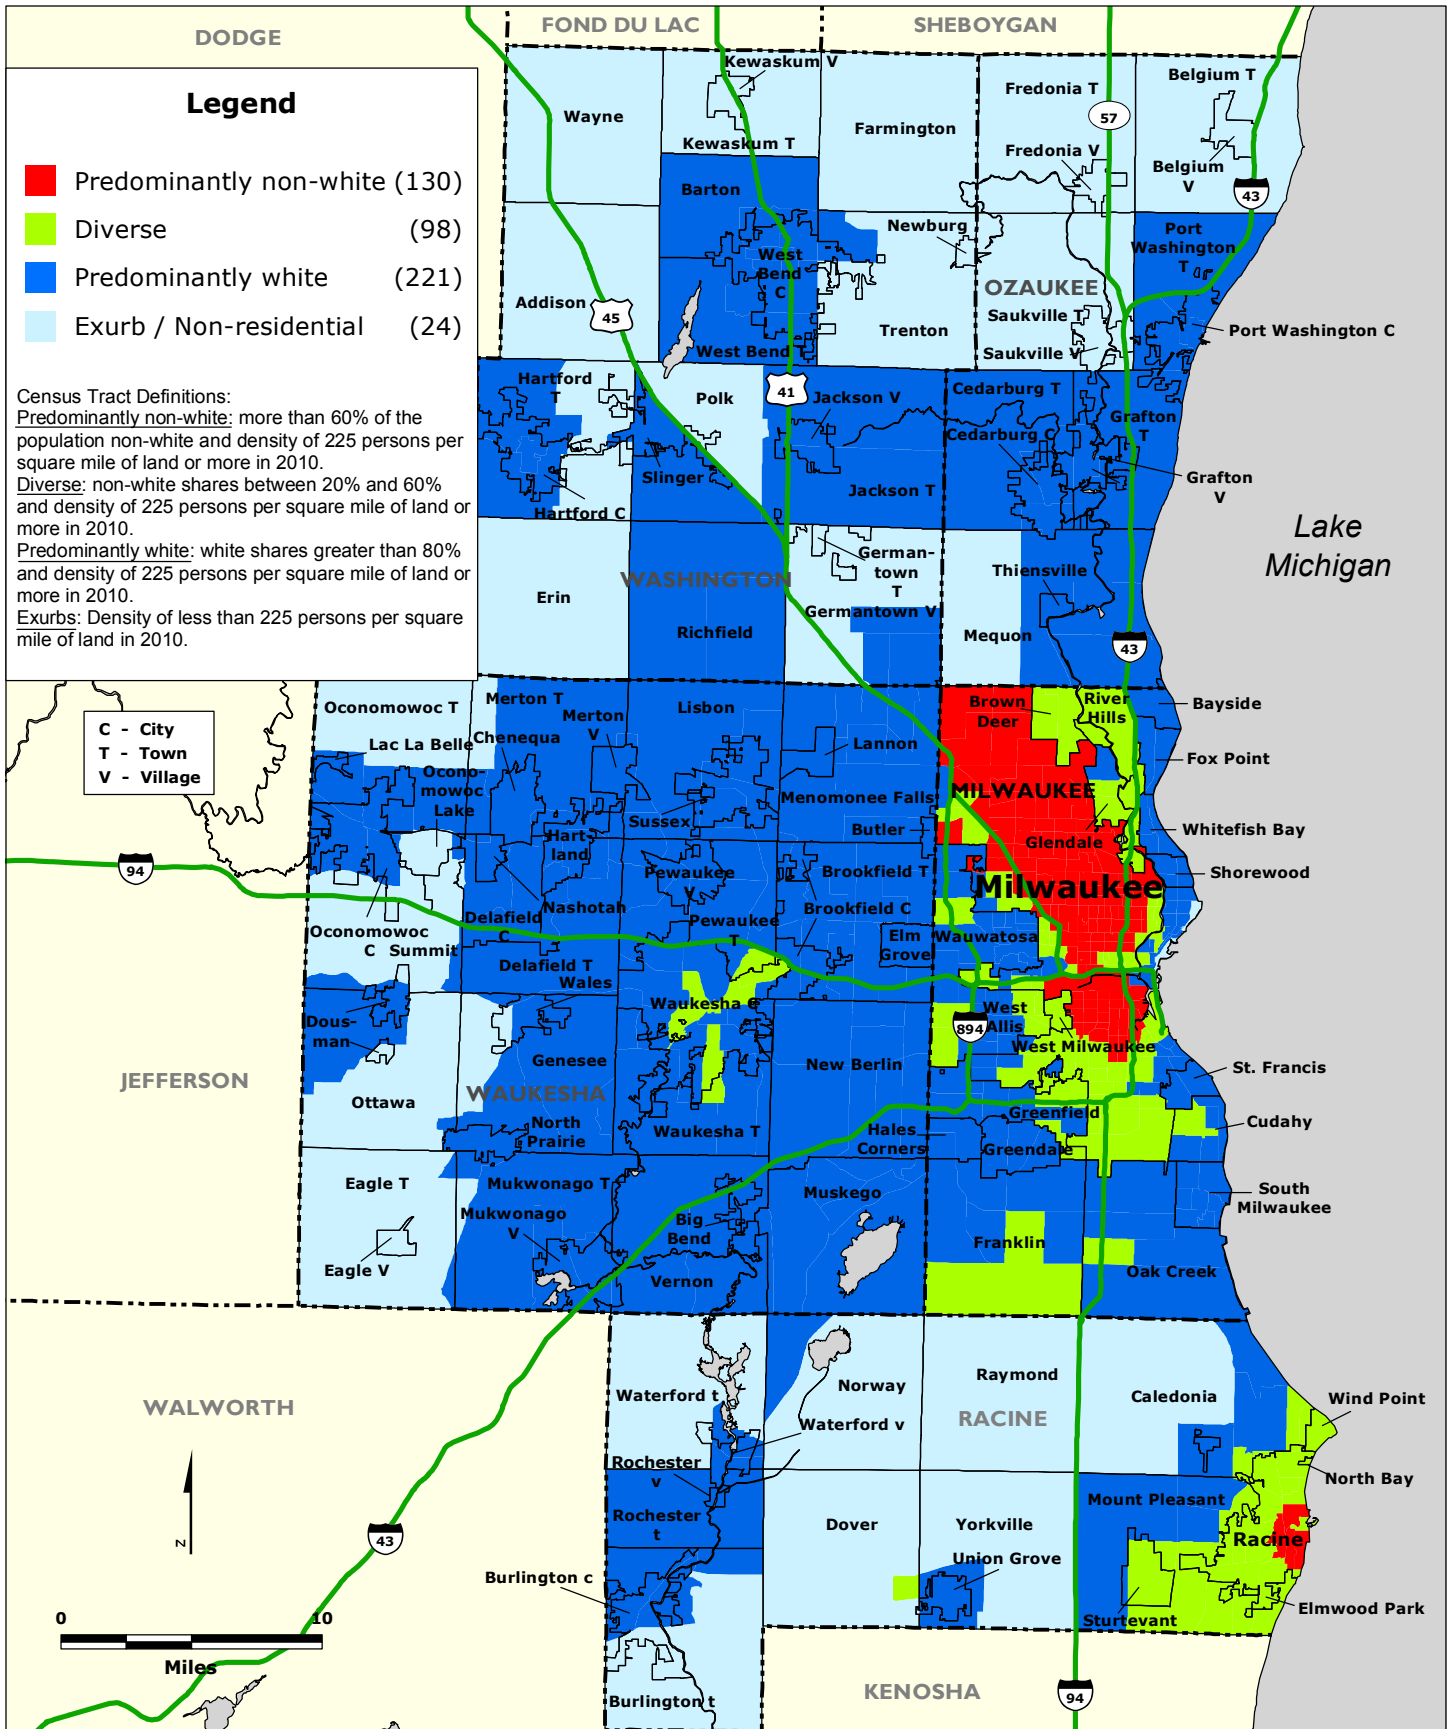 DODGE
FOND DU LAC
SHEBOYGAN
Legend
Predominantly non-white (130)
Diverse (98)
Predominantly white (221)
Exurb / Non-residential (24)
Census Tract Definitions:
Predominantly non-white: more than 60% of the
population non-white and density of 225 persons per
square mile of land or more in 2010.
Diverse: non-white shares between 20% and 60%
and density of 225 persons per square mile of land or
more in 2010.
Predominantly white: white shares greater than 80%
and density of 225 persons per square mile of land or
more in 2010.
Exurbs: Density of less than 225 persons per square
mile of land in 2010.
C - City
T - Town
V - Village
Kewaskum V
Wayne
Kewaskum T
Farmington
Fredonia T
57
Fredonia V
Belgium T
Belgium
V
43
Barton
Newburg
Port
Washington
T
West
Bend
C
OZAUKEE
Addison
45
Trenton
Saukville T
Saukville V
Port Washington C
West Bend T
Hartford
T
Polk
41
Jackson V
Cedarburg T
Grafton
T
Cedarburg C
Slinger
Jackson T
Grafton
V
Hartford C
Lake
Michigan
German-
town
T
Thiensville
WASHINGTON
Erin
Germantown V
Richfield
Mequon
43
Oconomowoc T
Merton T
Merton
V
Lisbon
Brown
Deer
River
Hills
Bayside
Lac La Belle
Chenequa
Lannon
Fox Point
Ocono-
mowoc
Lake
MILWAUKEE
Menomonee Falls
Sussex
Butler
Whitefish Bay
Hart-
land
Glendale
94
Pewaukee
V
Brookfield T
Shorewood
Milwaukee
Nashotah
Brookfield C
Delafield
C
Pewaukee
T
Elm
Grove
Wauwatosa
Oconomowoc
C
Summit
Delafield T
Wales
Waukesha C
West
Allis
894
Dous-
man
West Milwaukee
Genesee
New Berlin
St. Francis
JEFFERSON
WAUKESHA
Ottawa
Greenfield
Cudahy
North
Prairie
Waukesha T
Hales
Corners
Greendale
Eagle T
Mukwonago T
Muskego
South
Milwaukee
Mukwonago
V
Big
Bend
Franklin
Eagle V
Vernon
Oak Creek
WALWORTH
Waterford t
Norway
Raymond
Caledonia
Wind Point
RACINE
Waterford v
Rochester
v
North Bay
Mount Pleasant
Rochester
t
Dover
Yorkville
Racine
N
43
Union Grove
Burlington c
Elmwood Park
Sturtevant
0
10
Miles
Burlington t
KENOSHA
94